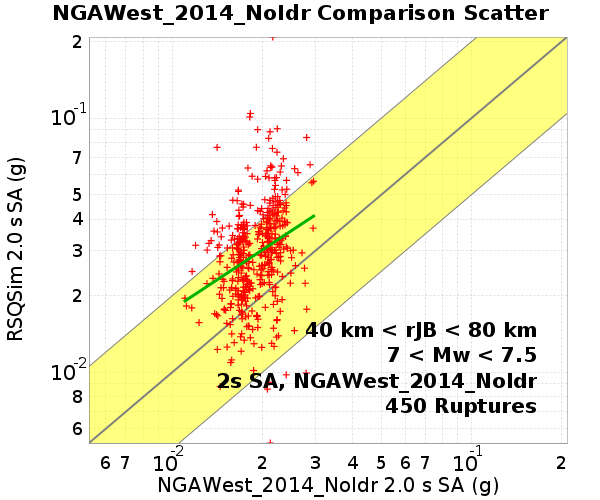 NGAWest_2014_NoIdr Comparison Scatter
RSQSim 2.0 s SA (g)
2
10-1
7
5
4
3
2
10-2
8
6
40 km < rJB < 80 km
7 < Mw < 7.5
2s SA, NGAWest_2014_NoIdr
450 Ruptures
6 7 10-2 2 3 4 5 6 7 10-1 2
NGAWest_2014_NoIdr 2.0 s SA (g)